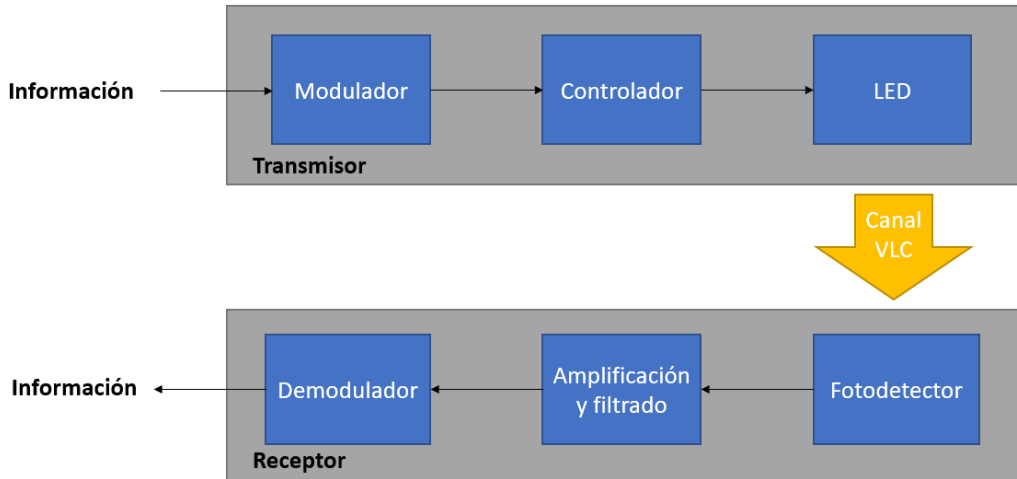 Información
Modulador
Controlador
LED
Transmisor
Canal
VLC
Información
Demodulador
Amplificación
y filtrado
Fotodetector
Receptor